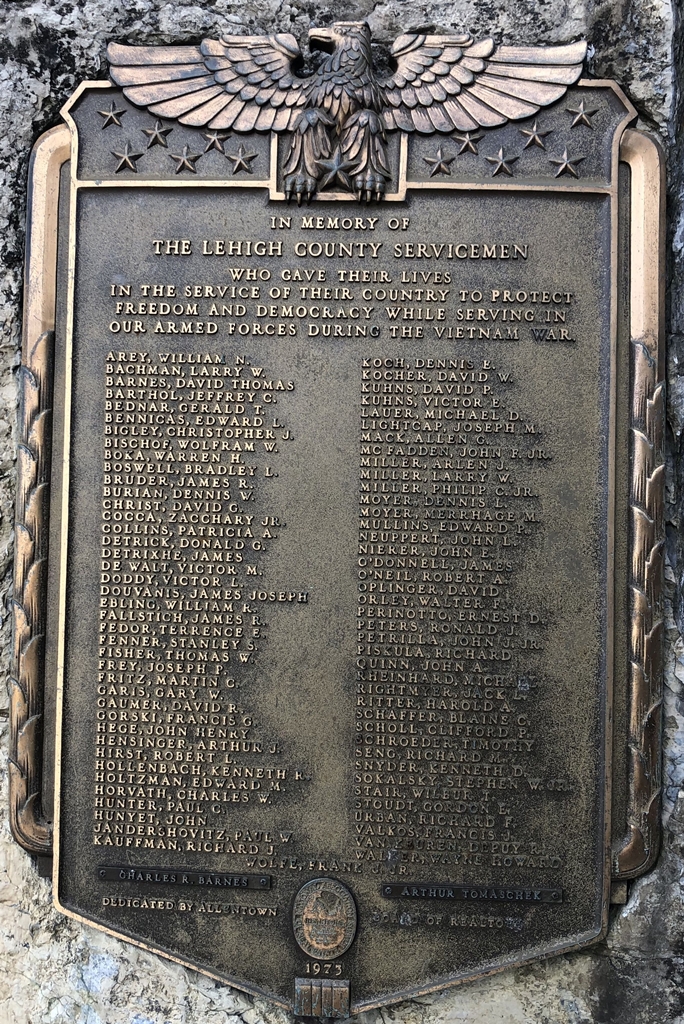 IN MEMORY OF
THE LEHIGH COUNTY SERVICEMEN
WHO GAVE THEIR LIVES
IN THE SERVICE OF THEIR COUNTRY TO PROTECT
FREEDOM AND DEMOCRACY WHILE SERVING IN
OUR ARMED FORCES DURING THE VIETNAM WAR.
AREY, WILLIAM N.
BACHMAN, LARRY W.
BARNES, DAVID THOMAS
BARTHOL, JEFFREY C.
BEDNAR, GERALD T.
BENNICAS, EDWARD L.
BIGLEY, CHRISTOPHER J.
BISCHOF, WOLFRAM W.
BOKA, WARREN H.
BOSWELL, BRADLEY L.
BRUDER, JAMES R.
BURIAN, DENNIS W.
CHRIST, DAVID G.
COCCA, ZACCHARY JR.
COLLINS, PATRICIA A.
DETRICK, DONALD G.
DETRIXHE, JAMES
DE WALT, VICTOR M.
DODDY, VICTOR L.
DOUVANIS, JAMES JOSEPH
EBLING, WILLIAM R.
FALLSTICH, JAMES R.
FEDOR, TERRENCE E.
FENNER, STANLEY S.
FISHER, THOMAS W.
FREY, JOSEPH P.
FRITZ, MARTIN C.
GARIS, GARY W.
GAUMER, DAVID R.
GORSKI, FRANCIS G.
HEGE, JOHN HENRY
HENSINGER, ARTHUR J.
HIRST, ROBERT L.
HOLLENBACH, KENNETH R.
HOLTZMAN, EDWARD M.
HORVATH, CHARLES W.
HUNTER, PAUL C.
HUNYET, JOHN
JANDERSHOVITZ, PAUL W.
KAUFFMAN, RICHARD J.
KOCH, DENNIS E.
KOCHER, DAVID W.
KUHNS, DAVID P.
KUHNS, VICTOR E.
LAUER, MICHAEL D.
LIGHTCAP, JOSEPH M.
MACK, ALLEN G.
MC FADDEN, JOHN F. JR.
MILLER, ARLEN J.
MILLER, LARRY W.
MILLER, PHILIP C. JR.
MOYER, DENNIS L.
MOYER, KERRHAGE M.
MULLINS, EDWARD P.
NEUPPERT, JOHN L.
NIERER, JOHN E.
O'DONNELL, JAMES
O'NEIL, ROBERT A.
OPLINGER, DAVID
ORLEY, WALTER F.
PERINOTTO, ERNEST D.
PETERS, RONALD J.
PETRILLA, JOHN J. JR.
PISKULA, RICHARD
QUINN, JOHN A.
RHEINHARD, MICHAEL
RIGHTMYER, JACK L.
RITTER, HAROLD A.
SCHAFFER, BLAINE C.
SCHOLL, CLIFFORD P.
SCHROEDER, TIMOTHY
SENG, RICHARD M.
SNYDER, KENNETH D.
SOKALSKY, STEPHEN W. JR.
STAIR, WILBUR T.
STOUDT, GORDON E.
URBAN, RICHARD F.
VALKOS, FRANCIS J.
VAN KEUREN, DEPUY R.
WALTER, WAYNE HOWARD
WOLFE, FRANK J. JR.
CHARLES R. BARNES
ARTHUR TOMASCHEK
DEDICATED BY ALLENTOWN BOARD OF REALTORS
1973